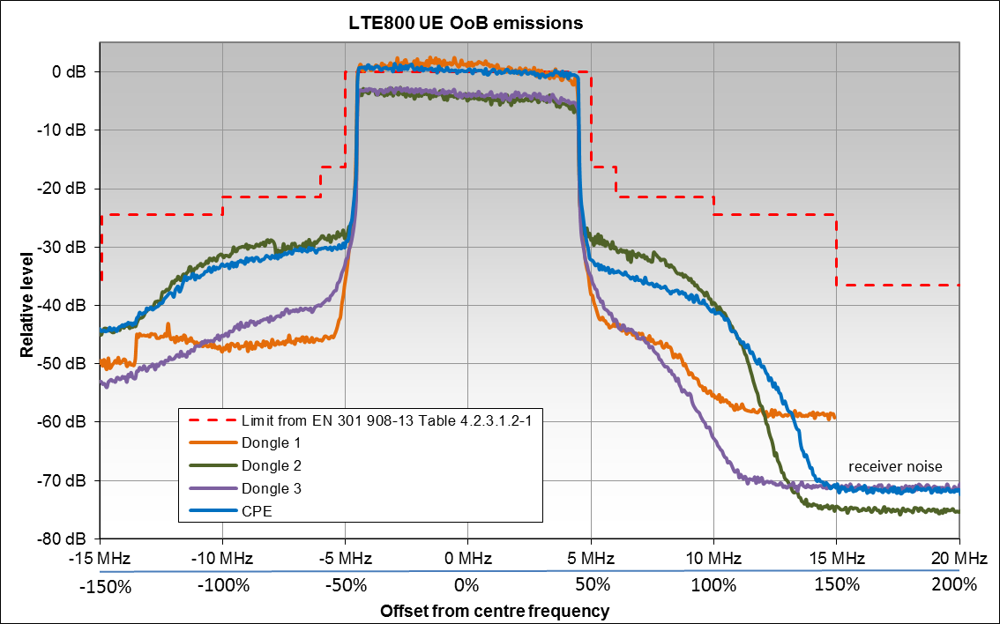 LTE800 UE OoB emissions
0 dB
-10 dB
-20 dB
-30 dB
-40 dB
-50 dB
-60 dB
-70 dB
-80 dB
Relative level
Limit from EN 301 908-13 Table 4.2.3.1.2-1
Dongle 1
Dongle 2
Dongle 3
CPE
receiver noise
-15 MHz -10 MHz -5 MHz 0 MHz 5 MHz 10 MHz 15 MHz 20 MHz
-150% -100% -50% 0% 50% 100% 150% 200%
Offset from centre frequency